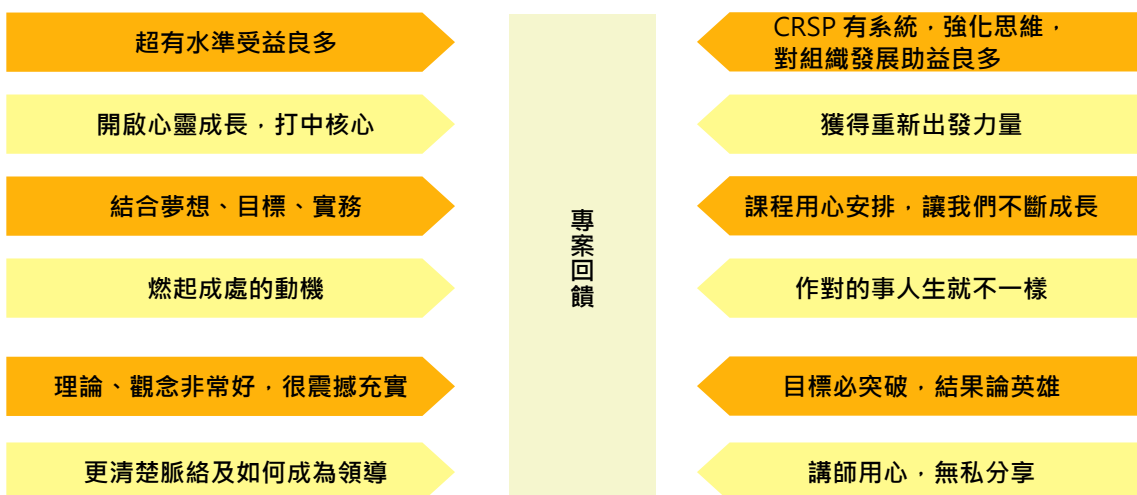 超有水準受益良多
開啟心靈成長，打中核心
結合夢想、目標、實務
燃起成處的動機
理論、觀念非常好，很震撼充實
更清楚脈絡及如何成為領導
專案回饋
CRSP 有系統，強化思維，
對組織發展助益良多
獲得重新出發力量
課程用心安排，讓我們不斷成長
作對的事人生就不一樣
目標必突破，結果論英雄
講師用心，無私分享